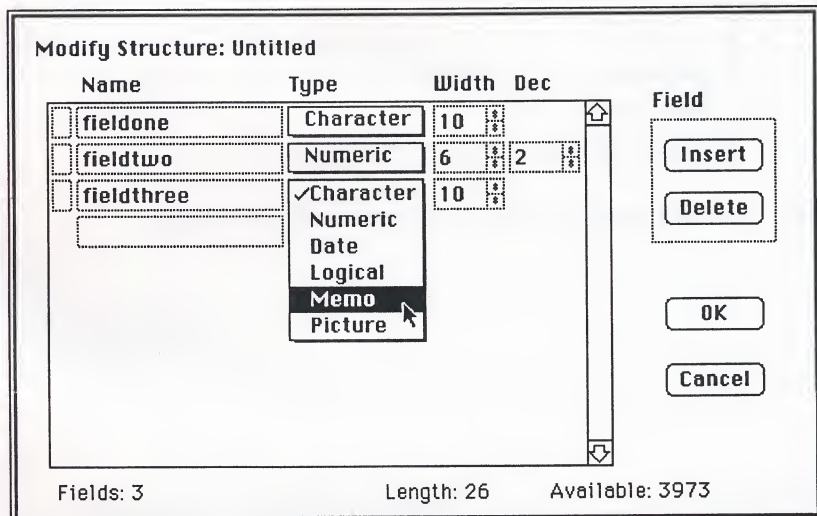 Modify Structure: Untitled
Name Type Width Dec
Field
fieldone Character 10
fieldtwo Numeric 6 2
Insert
fieldthree ✓Character 10
Delete
Numeric
Date
Logical
Memo
OK
Picture
Cancel
Fields: 3 Length: 26 Available: 3973